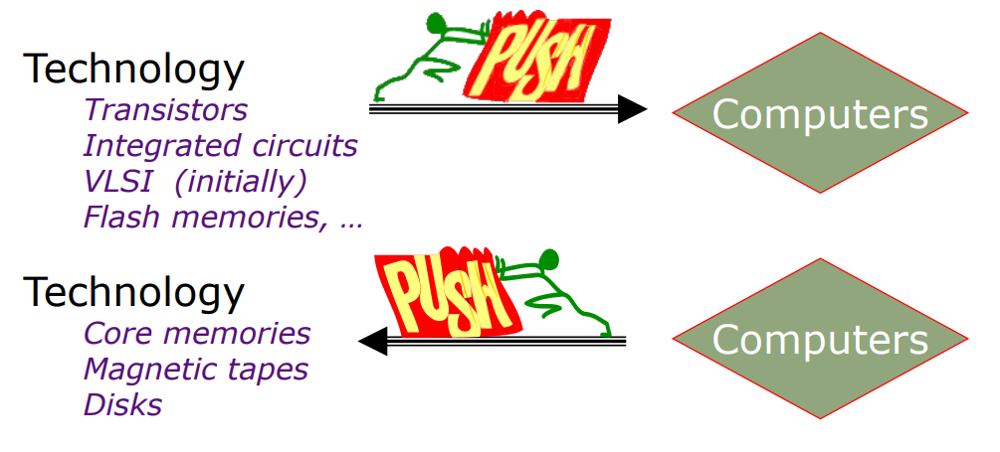 PUSH
Technology
Computers
Transistors
Integrated circuits
VLSI (initially)
Flash memories, ...
PUSH
Technology
Computers
Core memories
Magnetic tapes
Disks